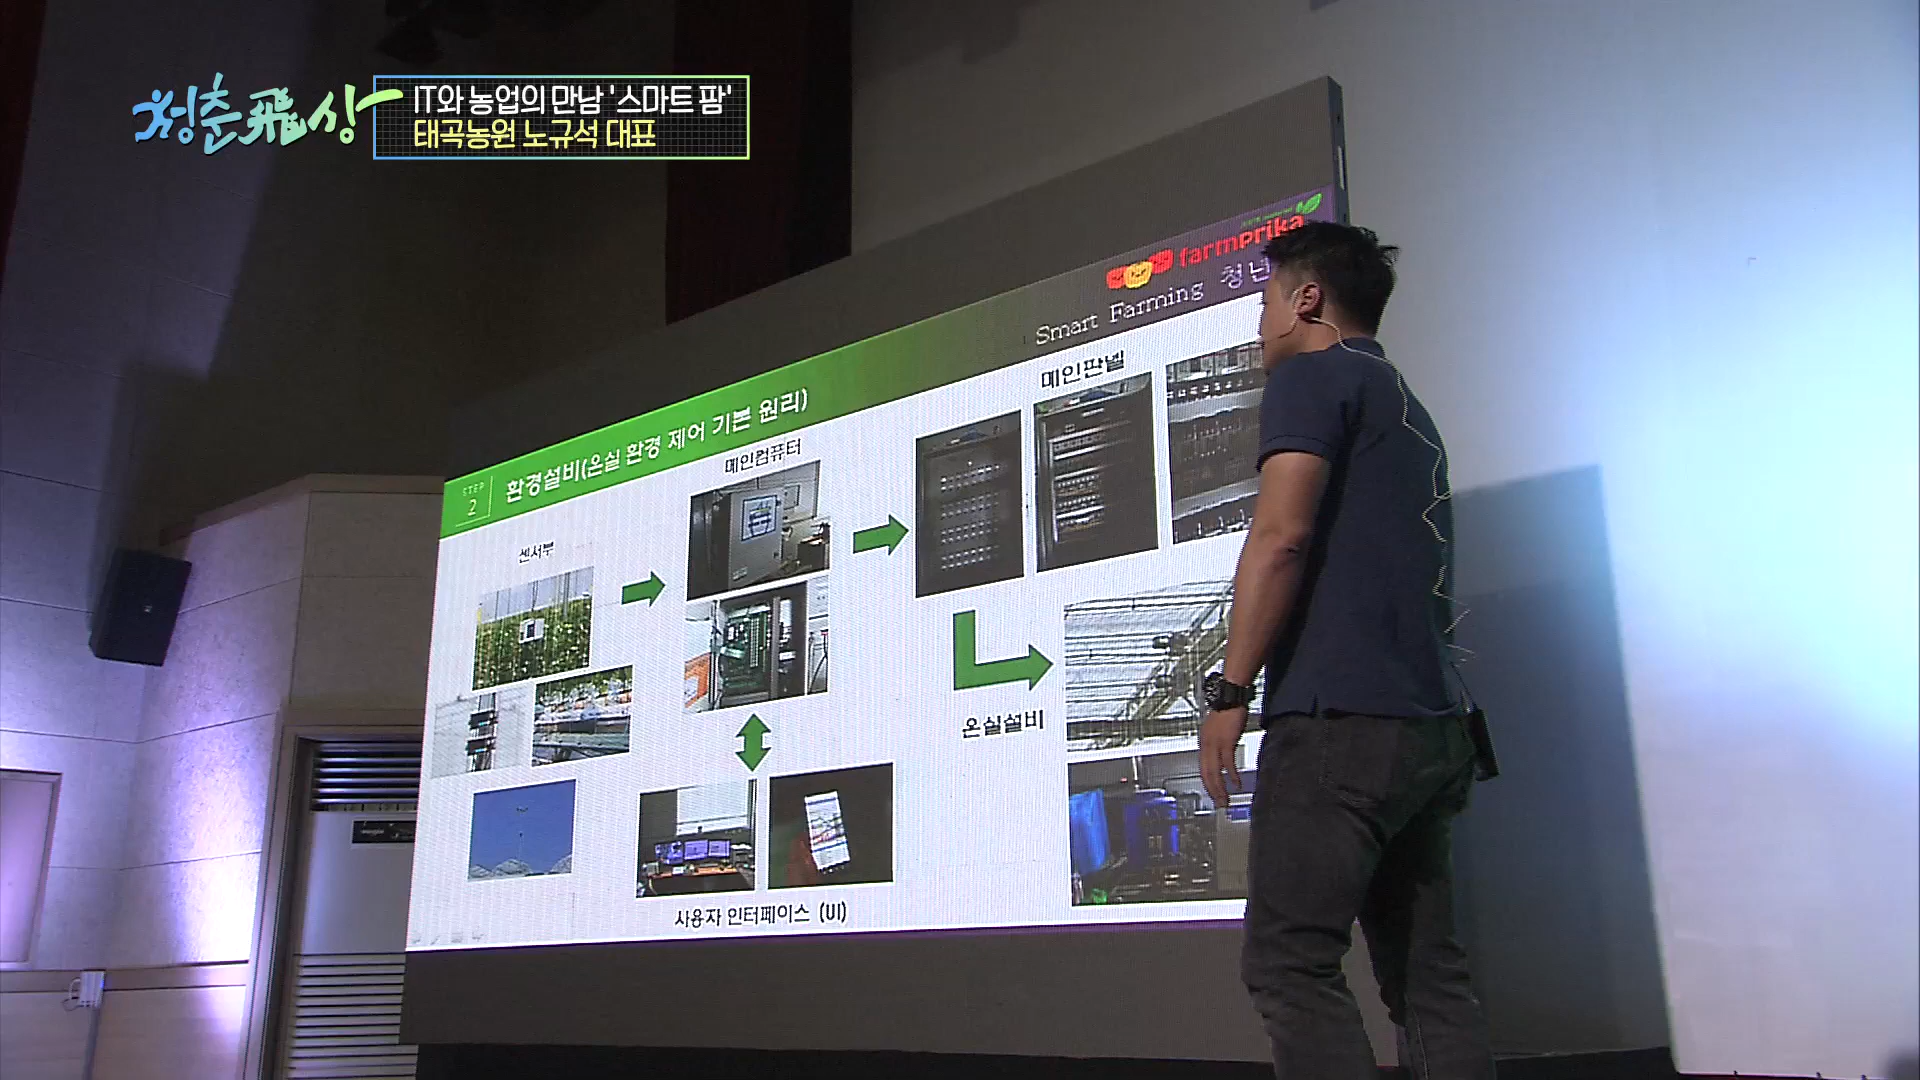 청춘飛상
IT와 농업의 만남 '스마트 팜'
태곡농원 노규석 대표
farmprika
Smart Farming 청년
STEP
2
환경설비(온실 환경 제어 기본 원리)
메인판넬
메인컴퓨터
센서부
온실설비
사용자 인터페이스 (UI)